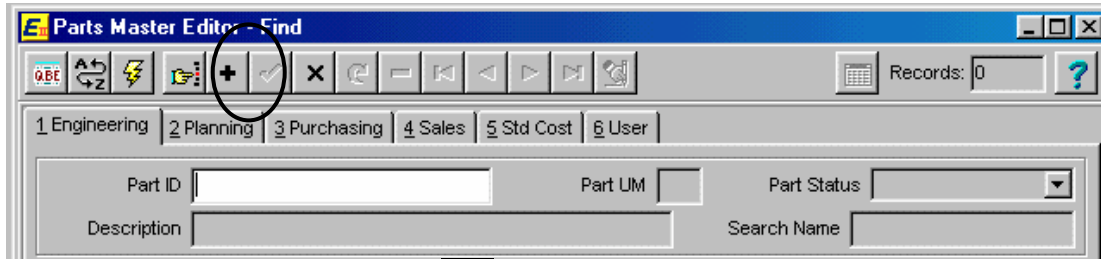 Parts Master Editor - Find
QBE A Z Records: 0 ?
1 Engineering 2 Planning 3 Purchasing 4 Sales 5 Std Cost 6 User
Part ID Part UM Part Status
Description Search Name